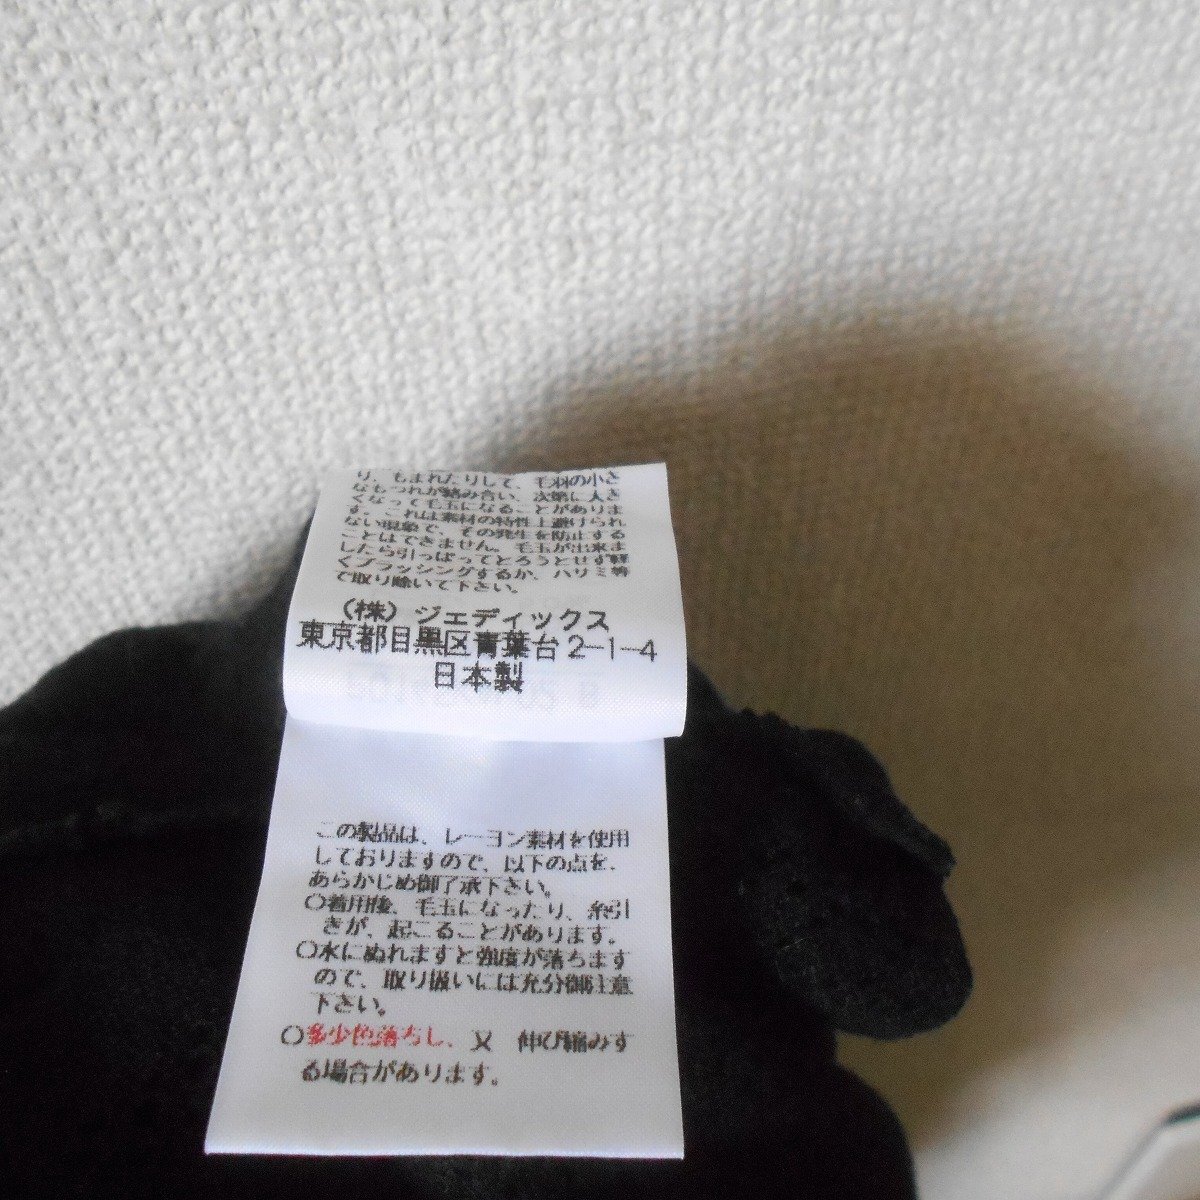 り、もまれたりして、毛羽の小さ
なもつれが絡み合い、次第に大き
くなって毛玉になることがありま
す。これは素材の特性上避けられ
ない現象で、その発生を防止する
ことはできません。毛玉が出来ま
したら引っぱってとろうとせず軽
くブラッシングするか、ハサミ等
で取り除いて下さい。
(株)ジェディックス
東京都目黒区青葉台2-1-4
日本製
この製品は、レーヨン素材を使用
しておりますので、以下の点を、
あらかじめ御了承下さい。
○着用後、毛玉になったり、糸引
きが、起こることがあります。
○水にぬれますと強度が落ちます
ので、取り扱いには充分御注意
下さい。
○多少色落ちし、又 伸び縮みす
る場合があります。